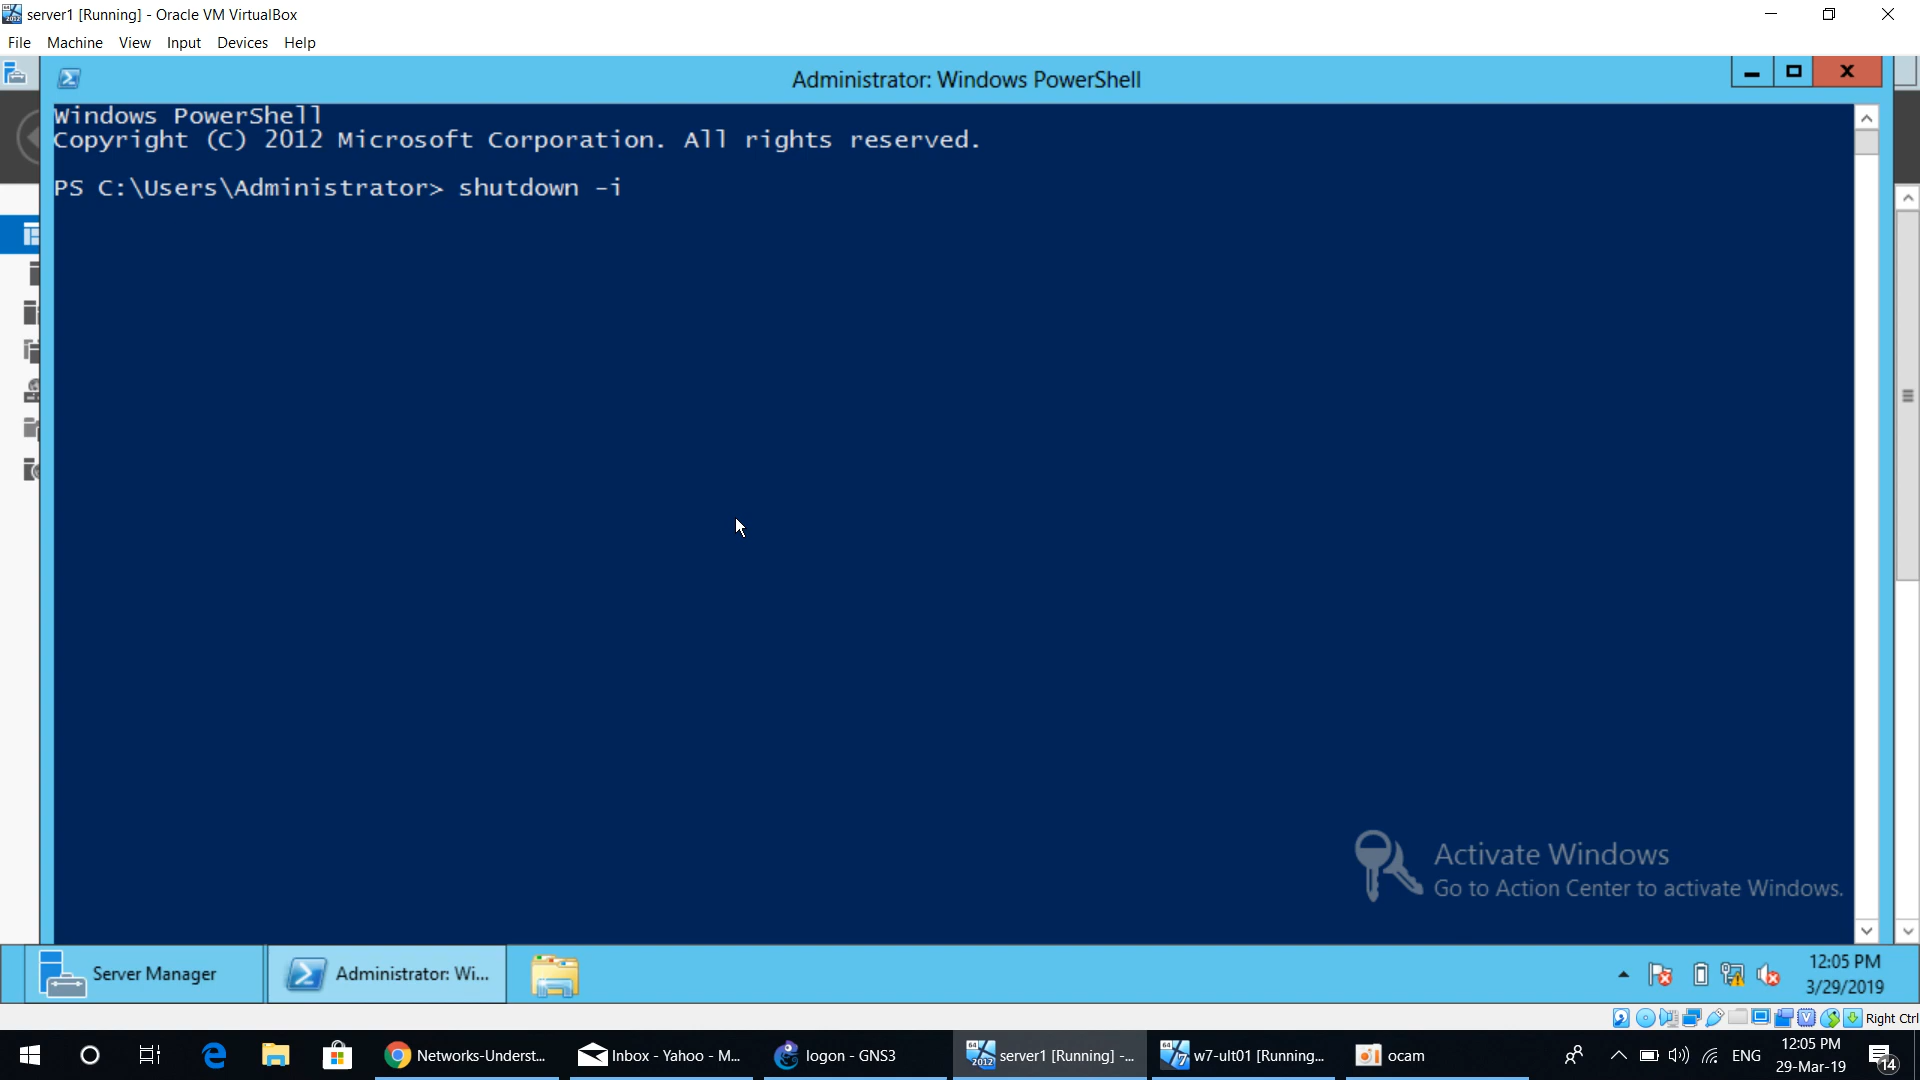 server1 [Running] - Oracle VM VirtualBox
File Machine View Input Devices Help
Administrator: Windows PowerShell
Windows PowerShell
Copyright (C) 2012 Microsoft Corporation. All rights reserved.
PS C:\Users\Administrator> shutdown -i
Activate Windows
Go to Action Center to activate Windows.
Server Manager
Administrator: Wi...
12:05 PM
3/29/2019
Right Ctrl
Networks-Underst...
Inbox - Yahoo - M...
logon - GNS3
server1 [Running] -...
w7-ult01 [Running...
ocam
ENG
12:05 PM
29-Mar-19
14